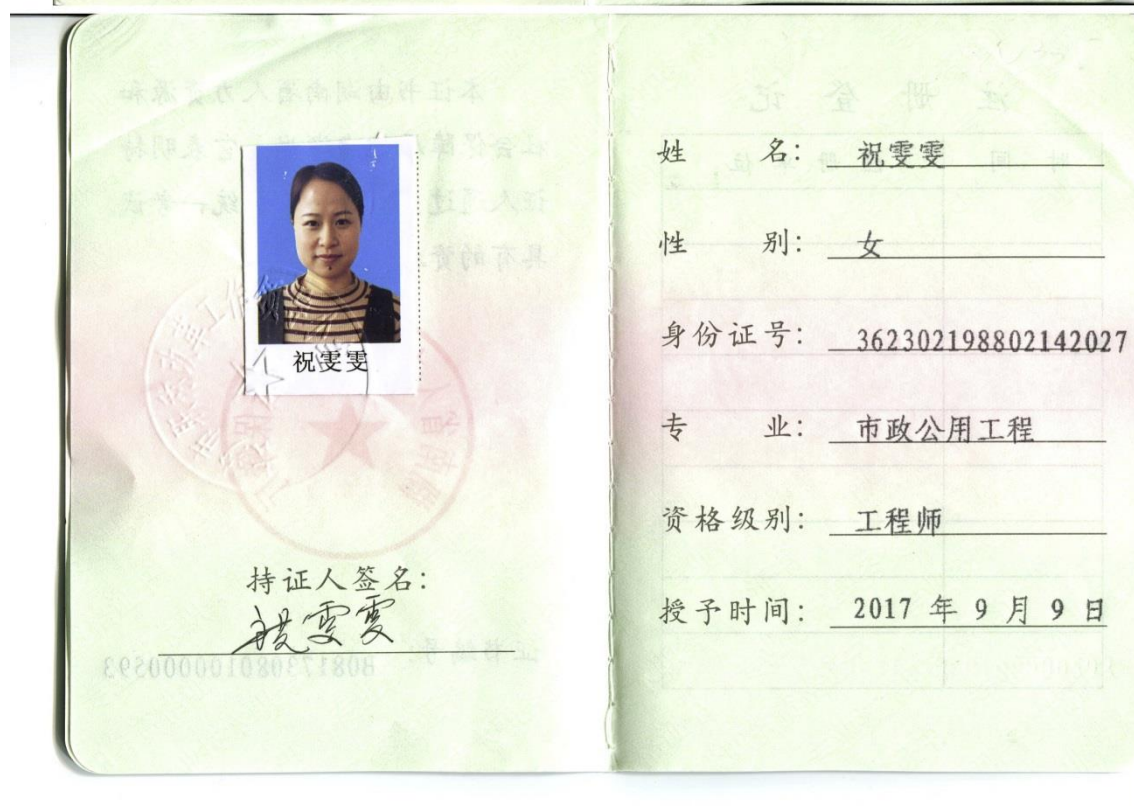 祝雯雯
持证人签名：
祝雯雯
姓 名： 祝雯雯
性 别： 女
身份证号： 362302198802142027
专 业： 市政公用工程
资格级别： 工程师
授予时间： 2017 年 9 月 9 日